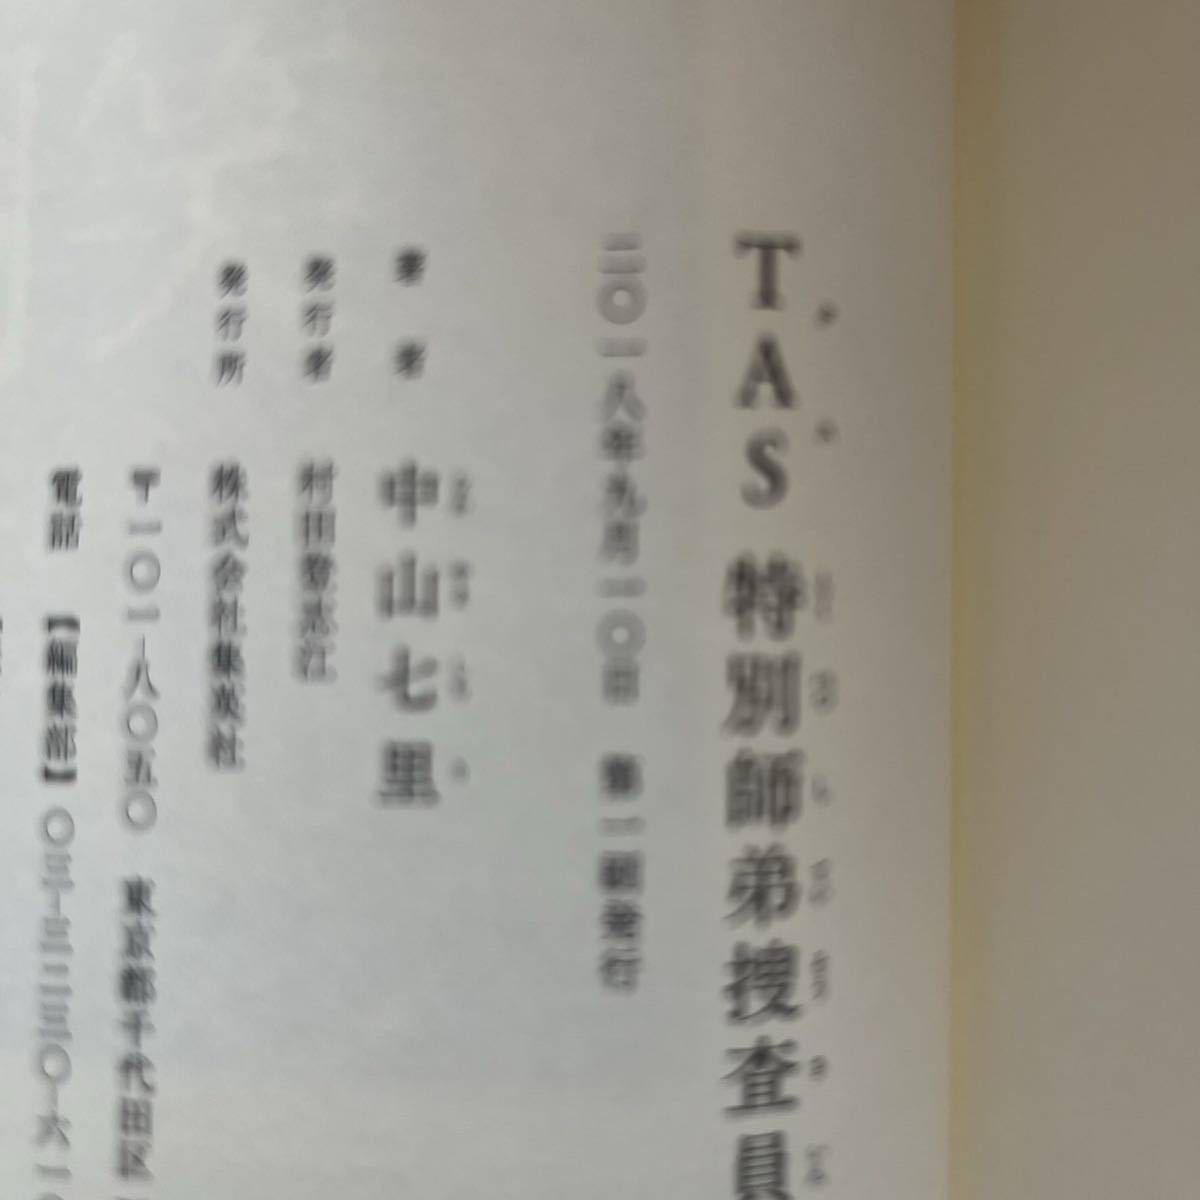 TAS 特別師弟捜査員
二〇一八年九月一〇日 第一刷発行
著者 中山七里
発行者 村田登志江
発行所 株式会社集英社
〒一〇一-八〇五〇 東京都千代田区
電話 【編集部】〇三-三二三〇-六一